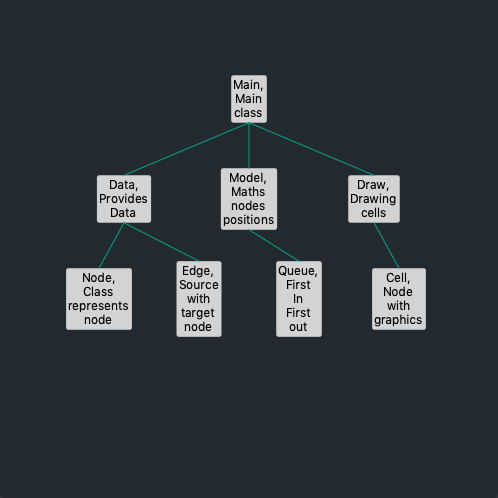 Main,
Main
class
Data,
Provides
Data
Model,
Maths
nodes
positions
Draw,
Drawing
cells
Node,
Class
represents
node
Edge,
Source
with
target
node
Queue,
First
In
First
out
Cell,
Node
with
graphics